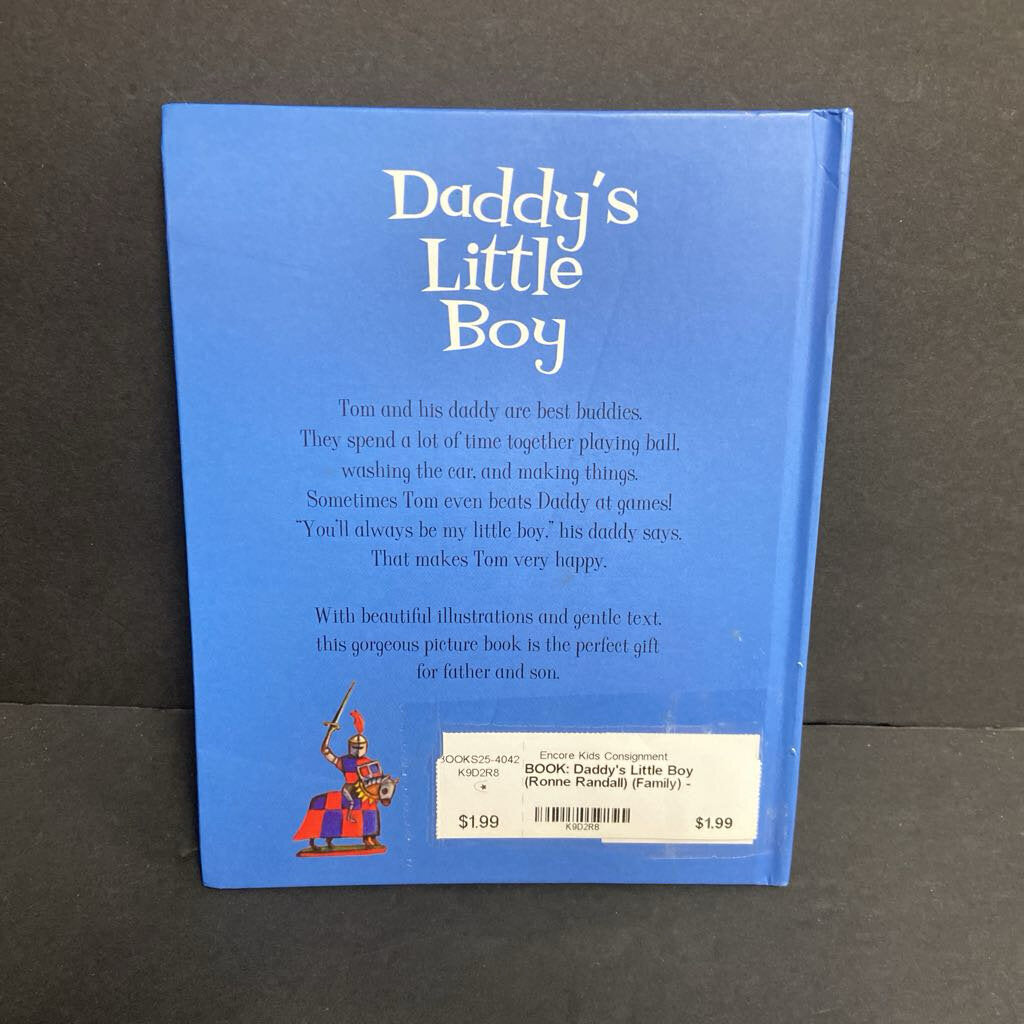 Daddy's
Little
Boy
Tom and his daddy are best buddies.
They spend a lot of time together playing ball,
washing the car, and making things.
Sometimes Tom even beats Daddy at games!
"You'll always be my little boy," his daddy says.
That makes Tom very happy.
With beautiful illustrations and gentle text,
this gorgeous picture book is the perfect gift
for father and son.
BOOKS25-4042
K9D2R8
$1.99
Encore Kids Consignment
BOOK: Daddy's Little Boy
(Ronne Randall) (Family) -
K9D2R8
$1.99